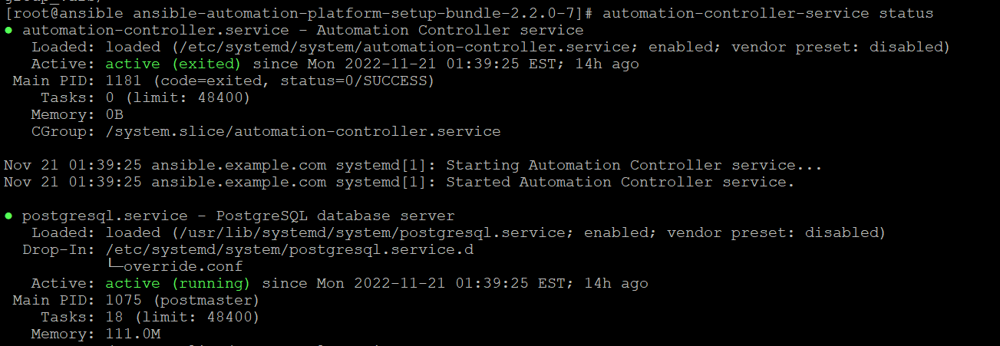 [root@ansible ansible-automation-platform-setup-bundle-2.2.0-7]# automation-controller-service status
● automation-controller.service - Automation Controller service
   Loaded: loaded (/etc/systemd/system/automation-controller.service; enabled; vendor preset: disabled)
   Active: active (exited) since Mon 2022-11-21 01:39:25 EST; 14h ago
 Main PID: 1181 (code=exited, status=0/SUCCESS)
    Tasks: 0 (limit: 48400)
   Memory: 0B
   CGroup: /system.slice/automation-controller.service
Nov 21 01:39:25 ansible.example.com systemd[1]: Starting Automation Controller service...
Nov 21 01:39:25 ansible.example.com systemd[1]: Started Automation Controller service.
● postgresql.service - PostgreSQL database server
   Loaded: loaded (/usr/lib/systemd/system/postgresql.service; enabled; vendor preset: disabled)
  Drop-In: /etc/systemd/system/postgresql.service.d
           └─override.conf
   Active: active (running) since Mon 2022-11-21 01:39:25 EST; 14h ago
 Main PID: 1075 (postmaster)
    Tasks: 18 (limit: 48400)
   Memory: 111.0M